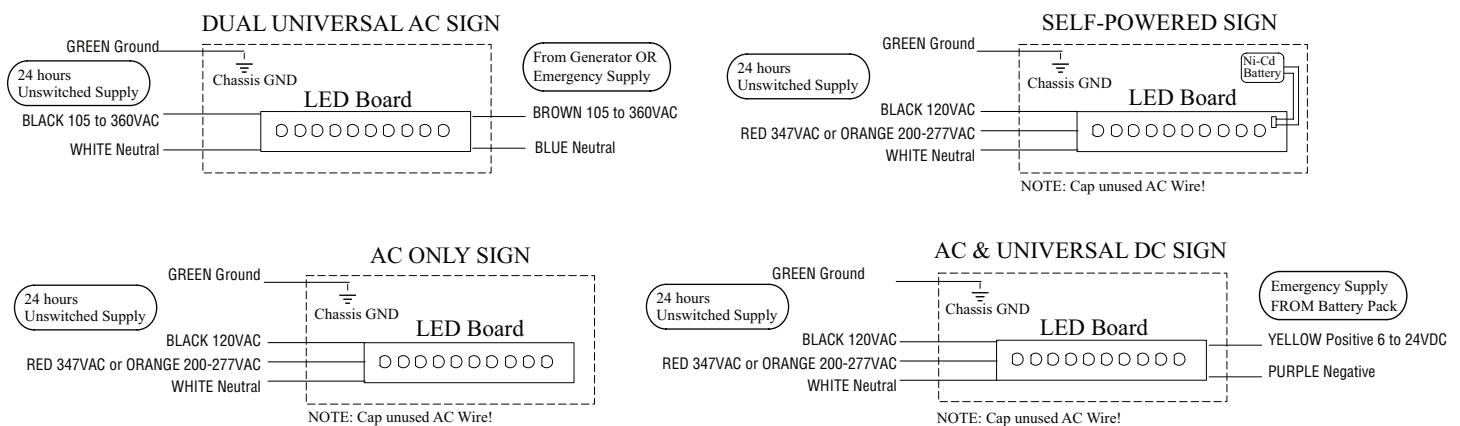 DUAL UNIVERSAL AC SIGN
GREEN Ground
24 hours
Unswitched Supply
Chassis GND
From Generator OR
Emergency Supply
LED Board
BLACK 105 to 360VAC
BROWN 105 to 360VAC
WHITE Neutral
BLUE Neutral
SELF-POWERED SIGN
GREEN Ground
24 hours
Unswitched Supply
Chassis GND
Ni-Cd
Battery
LED Board
BLACK 120VAC
RED 347VAC or ORANGE 200-277VAC
WHITE Neutral
NOTE: Cap unused AC Wire!
AC ONLY SIGN
GREEN Ground
24 hours
Unswitched Supply
Chassis GND
LED Board
BLACK 120VAC
RED 347VAC or ORANGE 200-277VAC
WHITE Neutral
NOTE: Cap unused AC Wire!
AC & UNIVERSAL DC SIGN
GREEN Ground
24 hours
Unswitched Supply
Chassis GND
Emergency Supply
FROM Battery Pack
LED Board
BLACK 120VAC
YELLOW Positive 6 to 24VDC
RED 347VAC or ORANGE 200-277VAC
PURPLE Negative
WHITE Neutral
NOTE: Cap unused AC Wire!